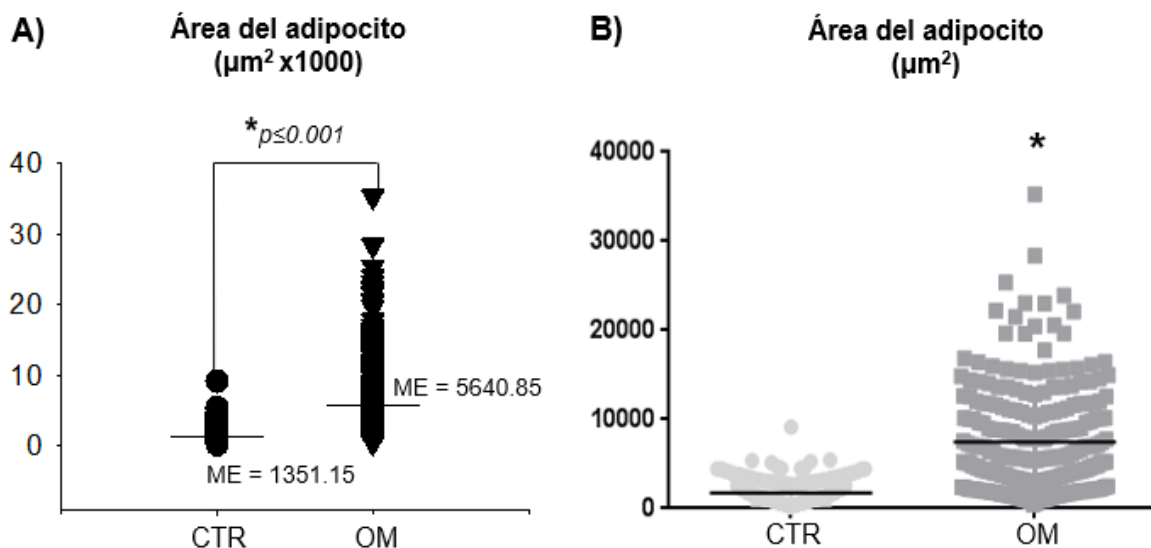 A)
Área del adipocito
(µm² x1000)
*p≤0.001
40
30
20
10
0
ME = 5640.85
ME = 1351.15
CTR OM
B)
Área del adipocito
(µm²)
*
40000
30000
20000
10000
0
CTR OM